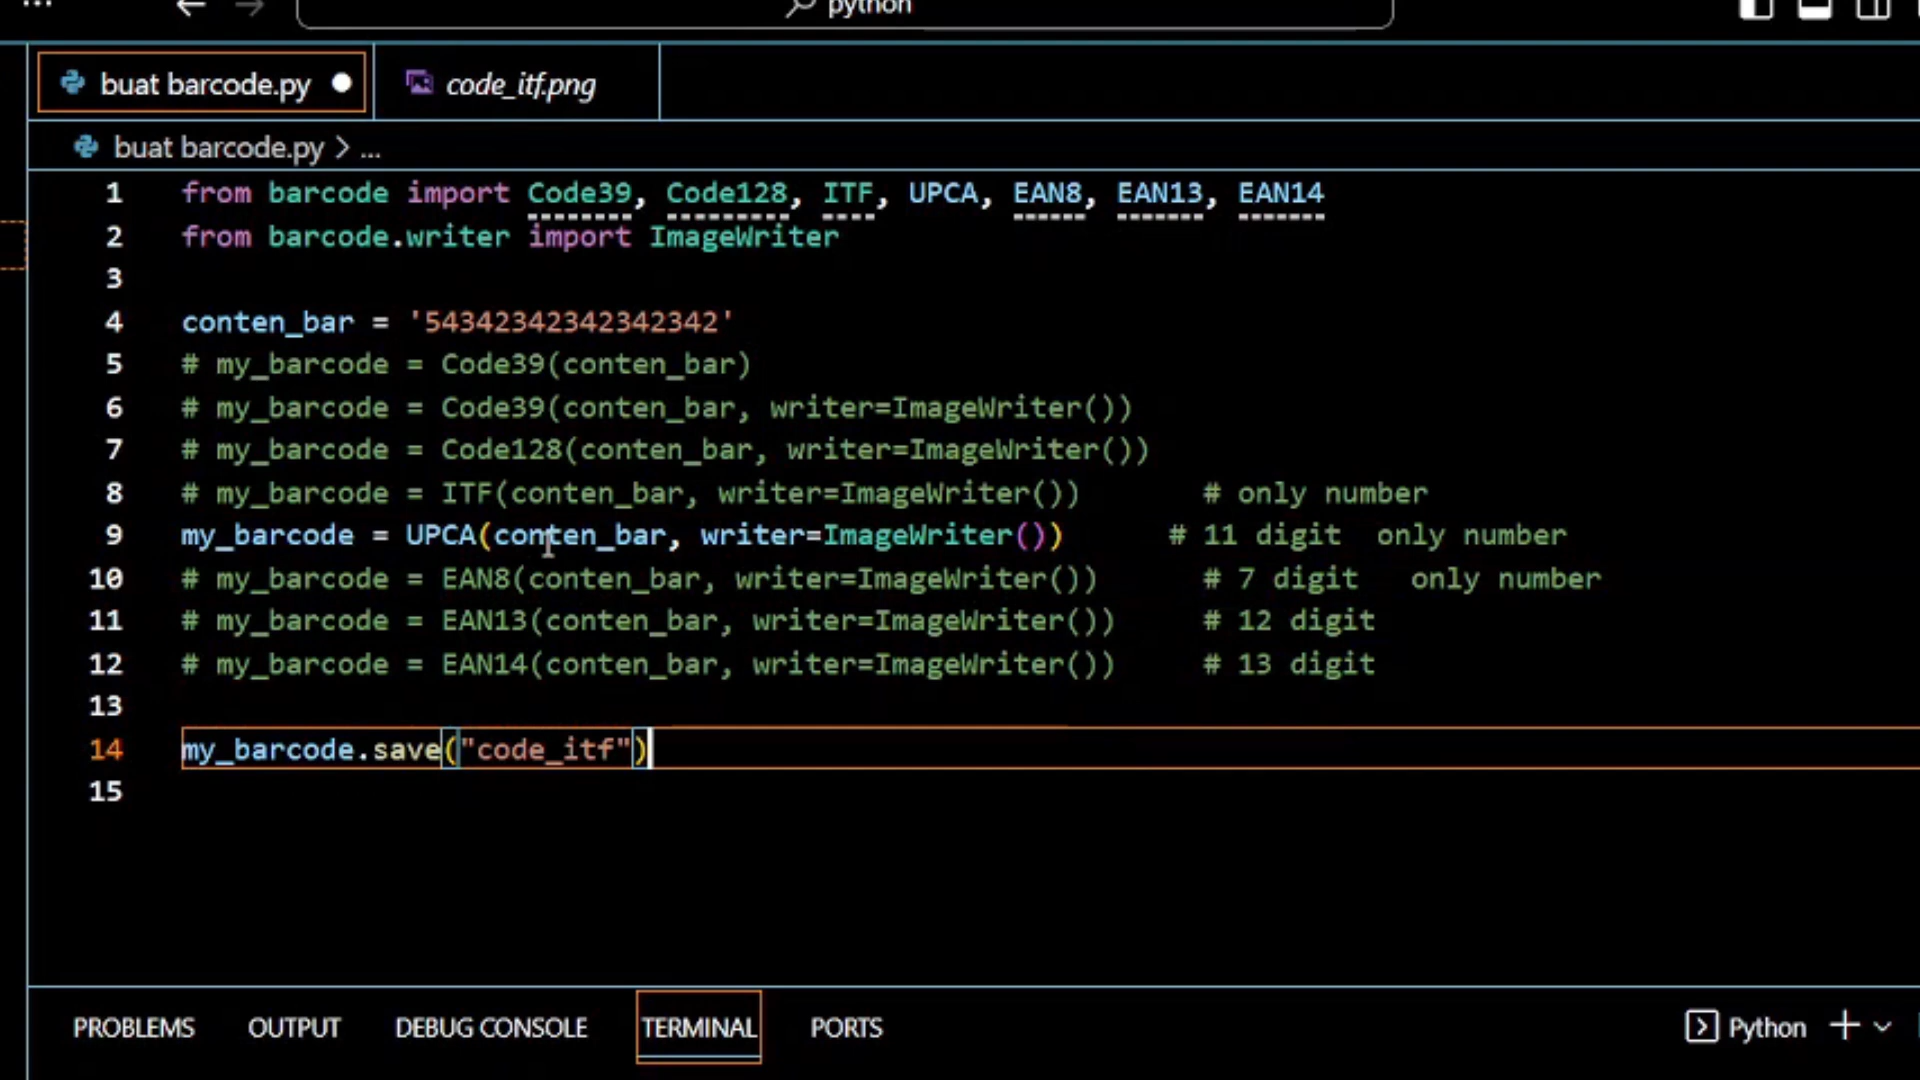 python
buat barcode.py
code_itf.png
buat barcode.py > ...
1 from barcode import Code39, Code128, ITF, UPCA, EAN8, EAN13, EAN14
2 from barcode.writer import ImageWriter
3
4 conten_bar = '54342342342342342'
5 # my_barcode = Code39(conten_bar)
6 # my_barcode = Code39(conten_bar, writer=ImageWriter())
7 # my_barcode = Code128(conten_bar, writer=ImageWriter())
8 # my_barcode = ITF(conten_bar, writer=ImageWriter()) # only number
9 my_barcode = UPCA(conten_bar, writer=ImageWriter()) # 11 digit only number
10 # my_barcode = EAN8(conten_bar, writer=ImageWriter()) # 7 digit only number
11 # my_barcode = EAN13(conten_bar, writer=ImageWriter()) # 12 digit
12 # my_barcode = EAN14(conten_bar, writer=ImageWriter()) # 13 digit
13
14 my_barcode.save("code_itf")
15
PROBLEMS OUTPUT DEBUG CONSOLE TERMINAL PORTS
Python